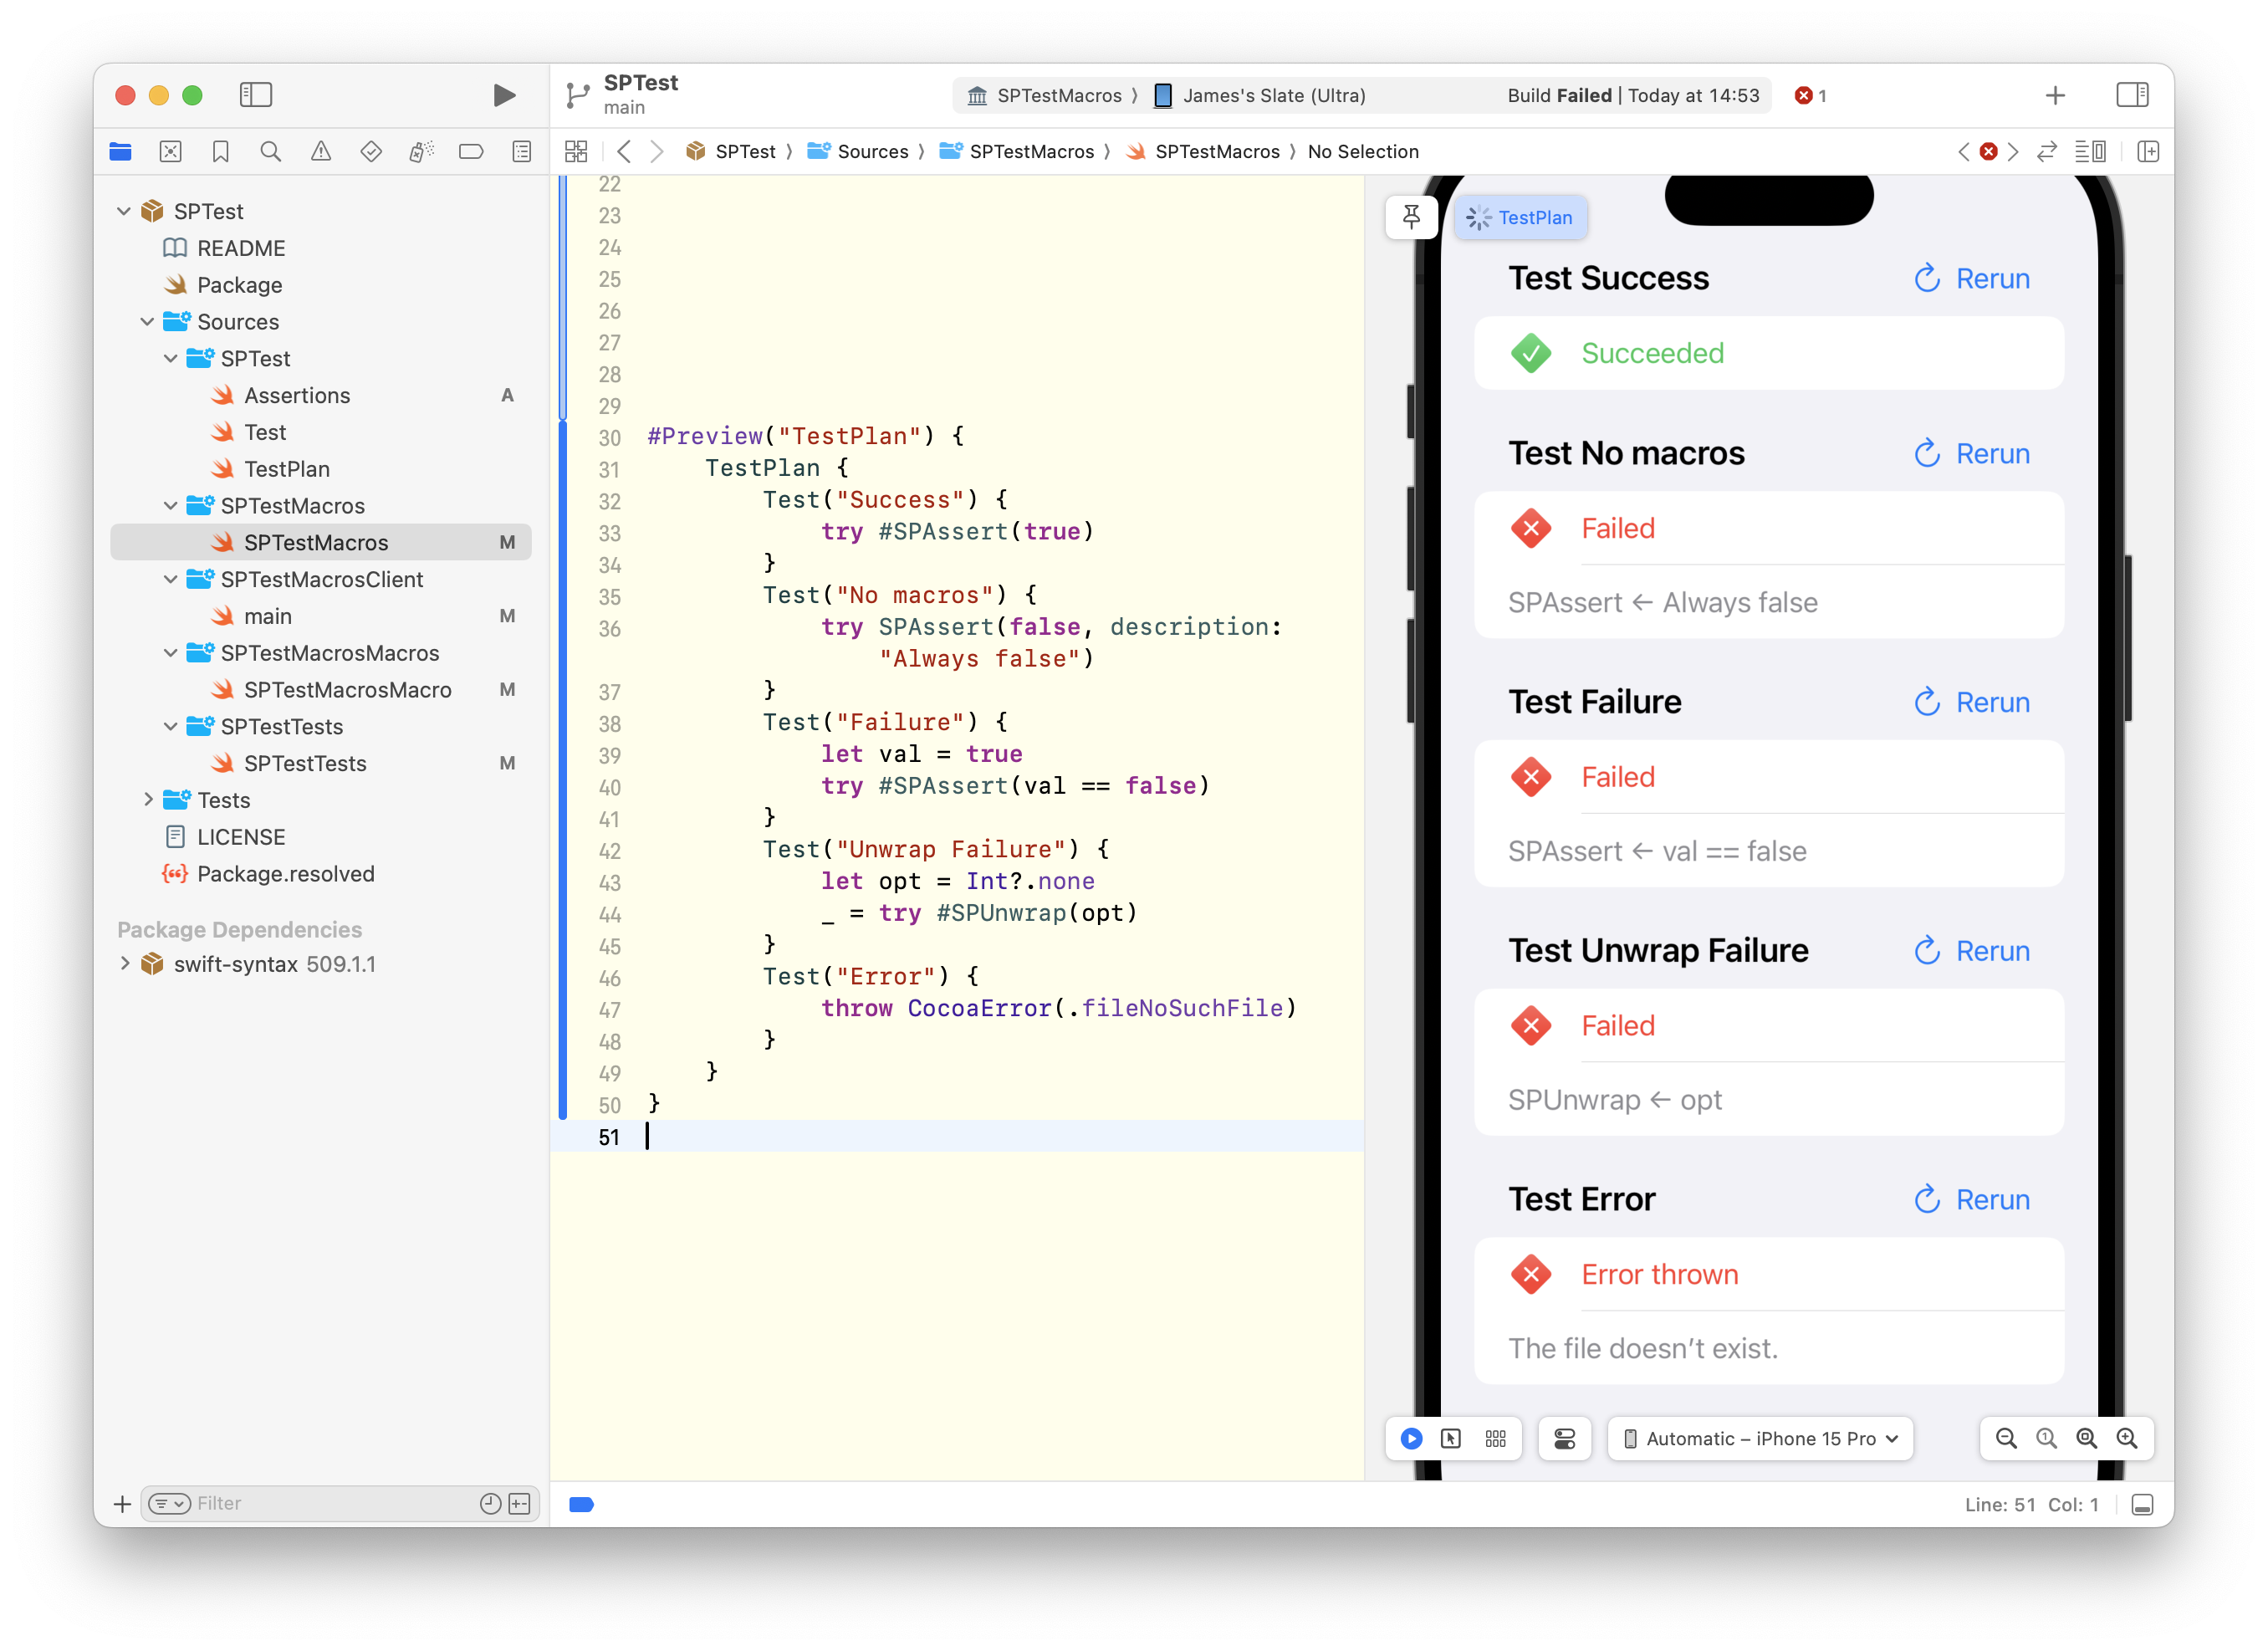 SPTest
main
SPTestMacros 〉 James's Slate (Ultra)
Build Failed | Today at 14:53
1
SPTest 〉 Sources 〉 SPTestMacros 〉 SPTestMacros 〉 No Selection
SPTest
README
Package
Sources
SPTest
Assertions A
Test
TestPlan
SPTestMacros
SPTestMacros M
SPTestMacrosClient
main M
SPTestMacrosMacros
SPTestMacrosMacro M
SPTestTests
SPTestTests M
Tests
LICENSE
Package.resolved
Package Dependencies
swift-syntax 509.1.1
Filter
22
23
24
25
26
27
28
29
30 #Preview("TestPlan") {
31     TestPlan {
32         Test("Success") {
33             try #SPAssert(true)
34         }
35         Test("No macros") {
36             try SPAssert(false, description:
                "Always false")
37         }
38         Test("Failure") {
39             let val = true
40             try #SPAssert(val == false)
41         }
42         Test("Unwrap Failure") {
43             let opt = Int?.none
44             _ = try #SPUnwrap(opt)
45         }
46         Test("Error") {
47             throw CocoaError(.fileNoSuchFile)
48         }
49     }
50 }
51
TestPlan
Test Success Rerun
Succeeded
Test No macros Rerun
Failed
SPAssert ← Always false
Test Failure Rerun
Failed
SPAssert ← val == false
Test Unwrap Failure Rerun
Failed
SPUnwrap ← opt
Test Error Rerun
Error thrown
The file doesn’t exist.
Automatic – iPhone 15 Pro
Line: 51 Col: 1